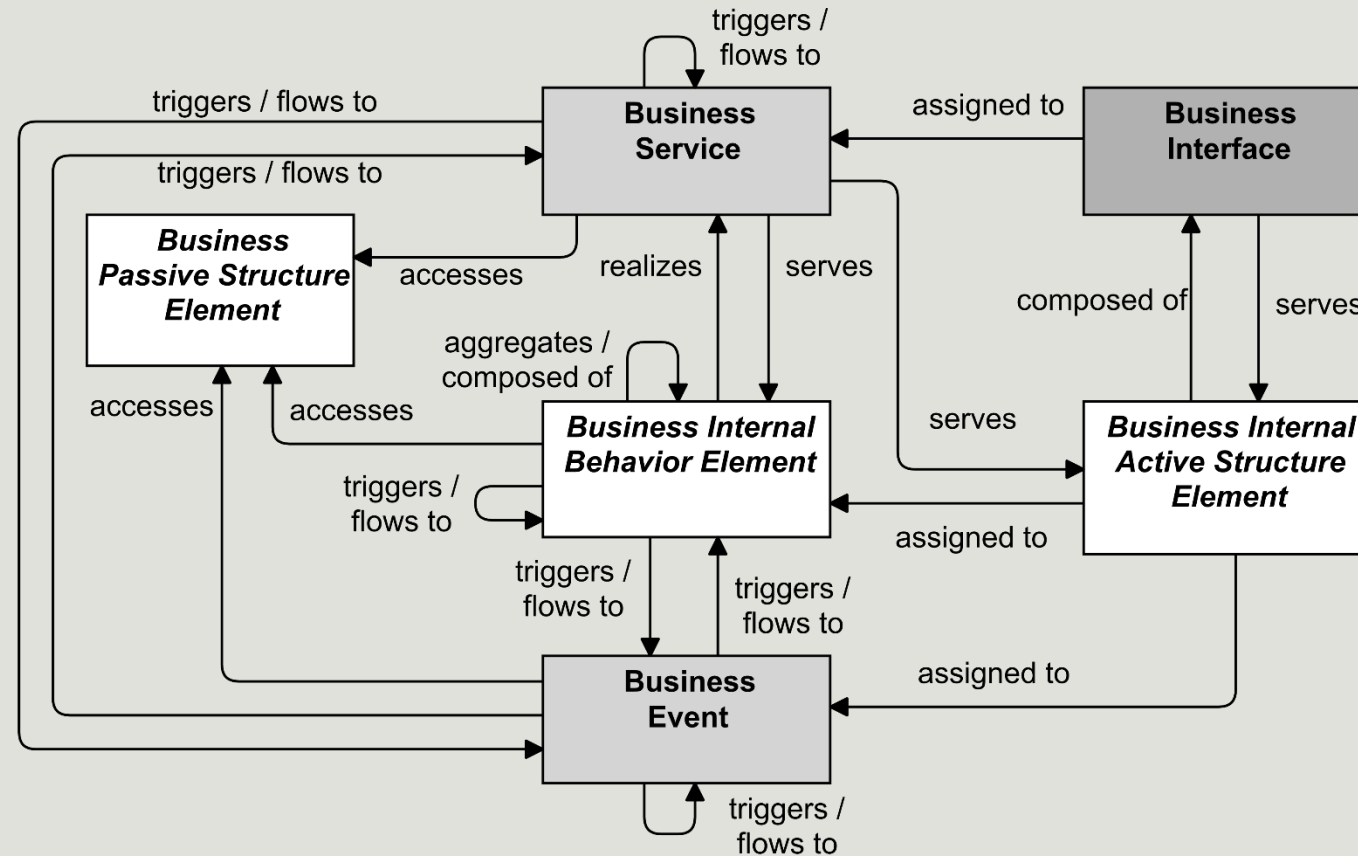 triggers /
flows to
triggers / flows to
Business
Service
assigned to
Business
Interface
triggers / flows to
Business
Passive Structure
Element
accesses
realizes
serves
composed of
serves
aggregates /
composed of
accesses
accesses
Business Internal
Behavior Element
serves
Business Internal
Active Structure
Element
triggers /
flows to
assigned to
triggers /
flows to
triggers /
flows to
Business
Event
assigned to
triggers /
flows to